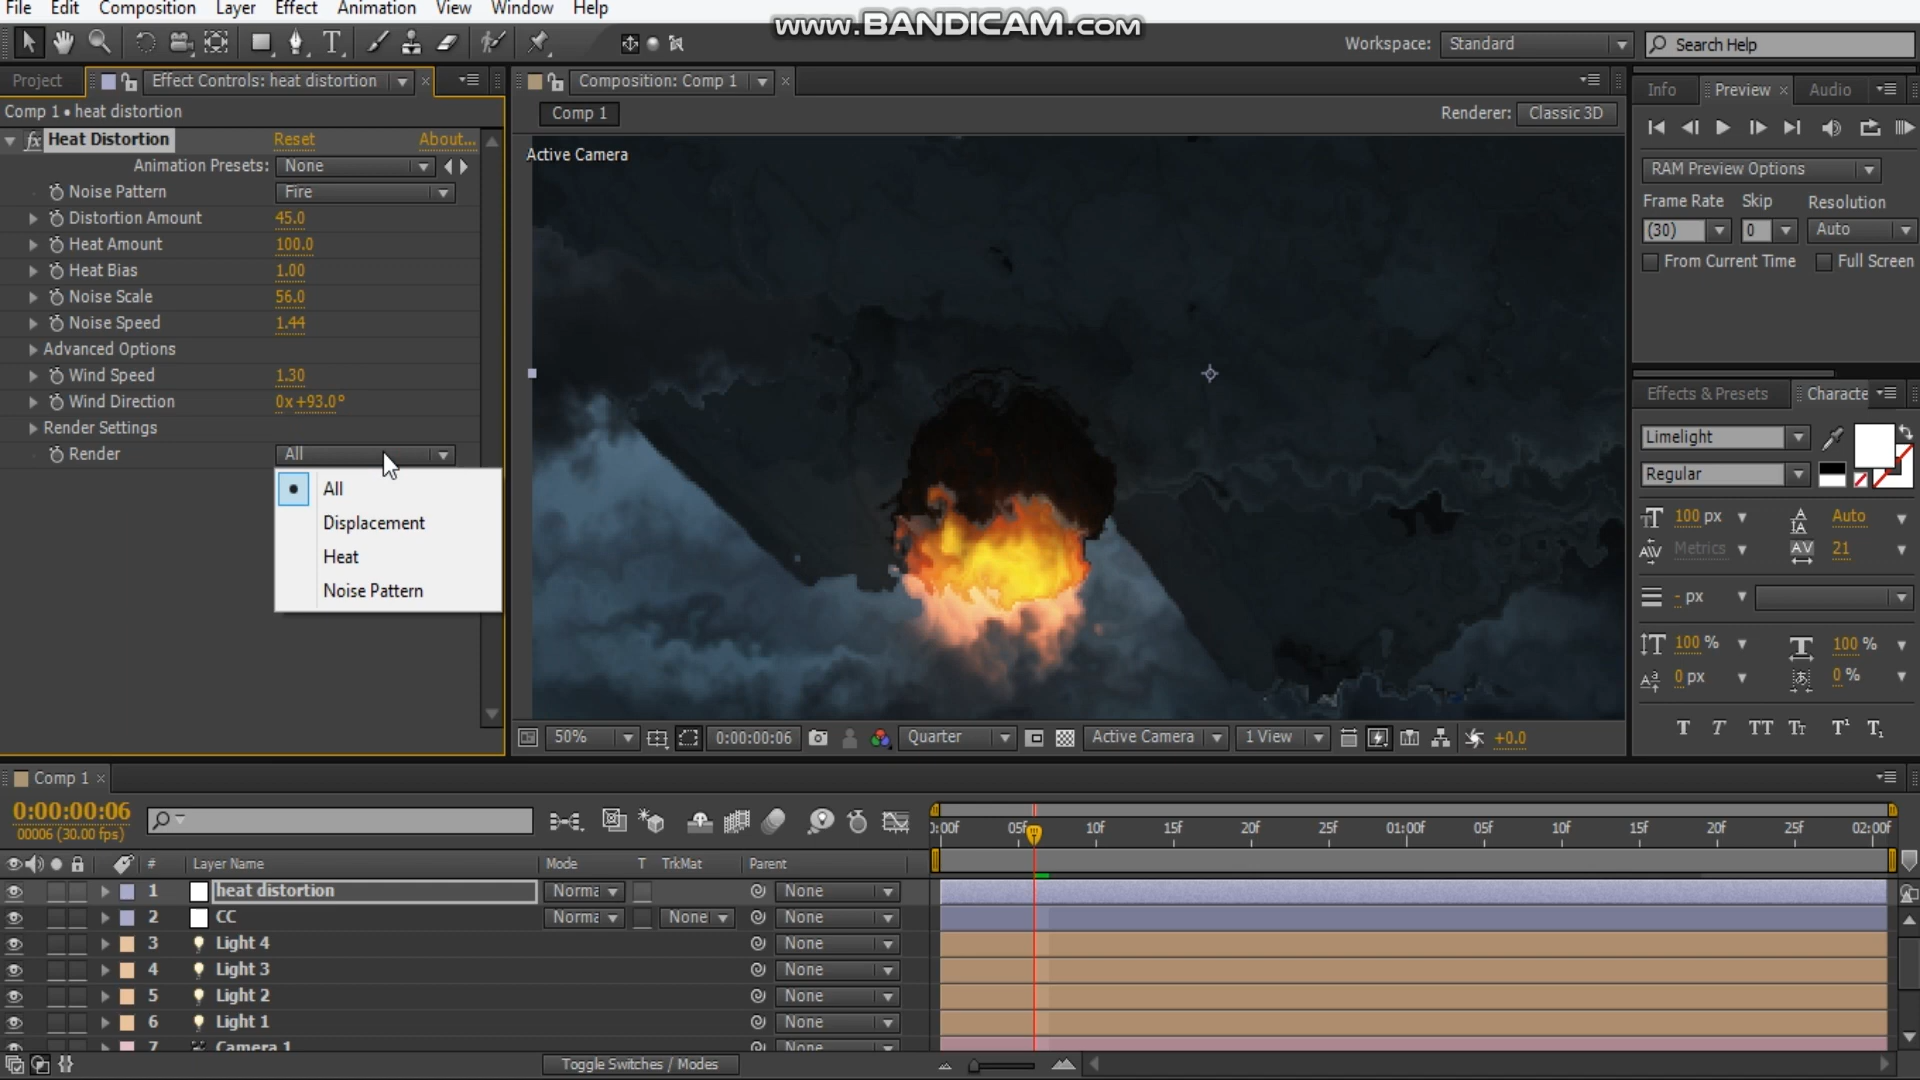 File Edit Composition Layer Effect Animation View Window Help
www.BANDICAM.com
Workspace: Standard Search Help
Project Effect Controls: heat distortion
Composition: Comp 1
Info Preview Audio
Comp 1 • heat distortion
Comp 1
Renderer: Classic 3D
fx Heat Distortion Reset About...
Animation Presets: None
Noise Pattern Fire
Distortion Amount 45.0
Heat Amount 100.0
Heat Bias 1.00
Noise Scale 56.0
Noise Speed 1.44
Advanced Options
Wind Speed 1.30
Wind Direction 0x +93.0°
Render Settings
Render All
All
Displacement
Heat
Noise Pattern
Active Camera
RAM Preview Options
Frame Rate Skip Resolution
(30) 0 Auto
From Current Time Full Screen
Effects & Presets Characte
Limelight
Regular
100 px Auto
Metrics 21
- px
100 % 100 %
0 px 0 %
T T TT Tt T¹ T₁
50% 0:00:00:06 Quarter Active Camera 1 View +0.0
Comp 1
0:00:00:06
00006 (30.00 fps)
# Layer Name Mode T TrkMat Parent
):00f 05f 10f 15f 20f 25f 01:00f 05f 10f 15f 20f 25f 02:00f
1 heat distortion Norma None
2 CC Norma None None
3 Light 4 None
4 Light 3 None
5 Light 2 None
6 Light 1 None
7 Camera 1 None
Toggle Switches / Modes